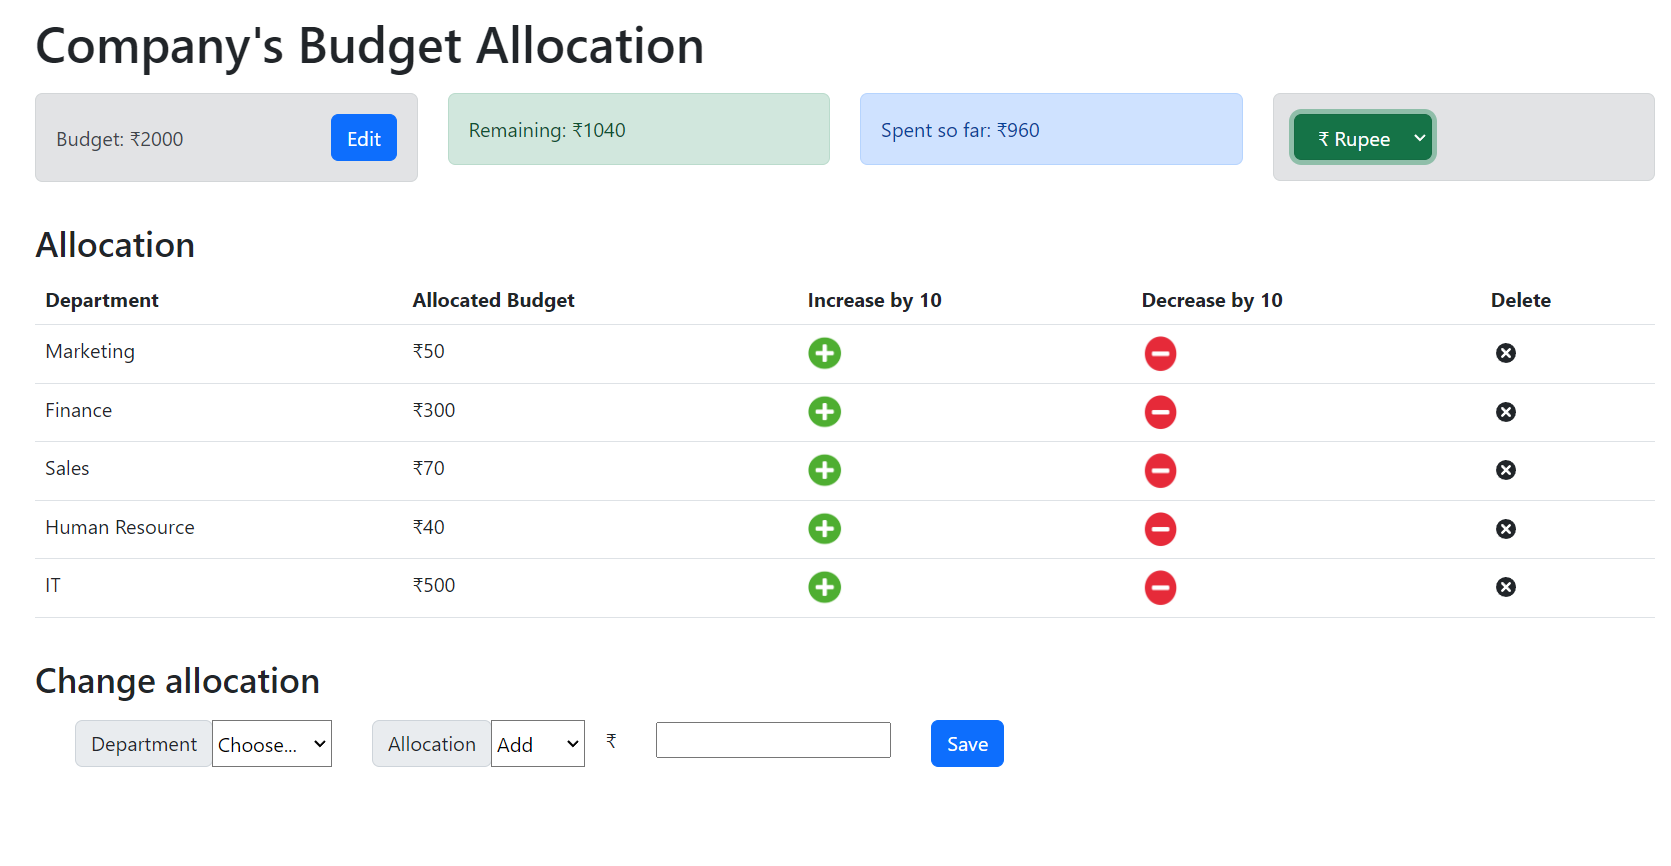 Company's Budget Allocation
Budget: ₹2000
Edit
Remaining: ₹1040
Spent so far: ₹960
₹ Rupee
Allocation
Department Allocated Budget Increase by 10 Decrease by 10 Delete
Marketing ₹50
Finance ₹300
Sales ₹70
Human Resource ₹40
IT ₹500
Change allocation
Department Choose... Allocation Add ₹ Save